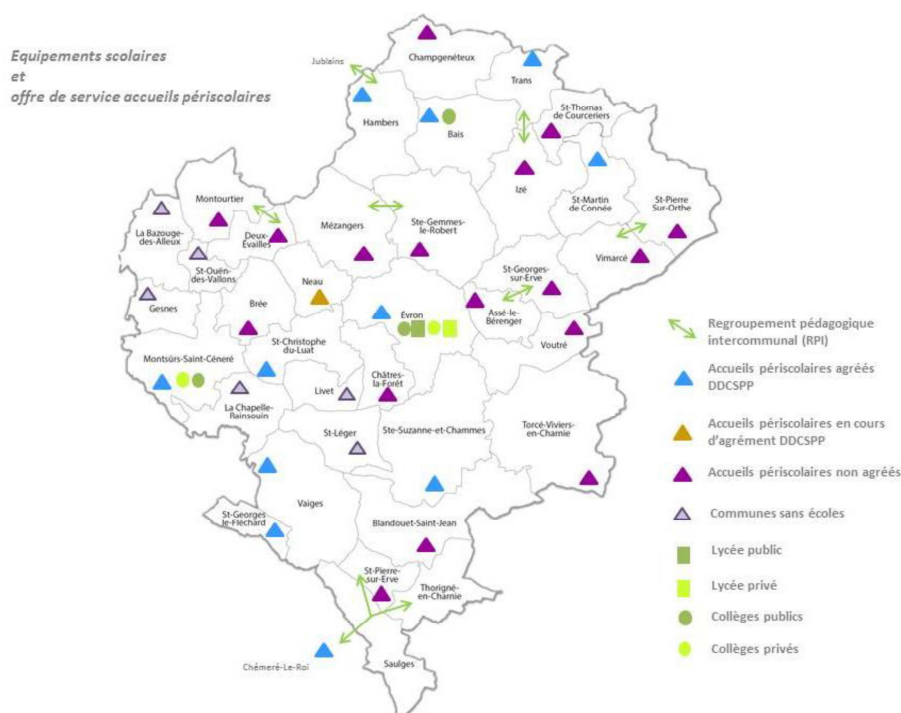 Equipements scolaires
et
offre de service accueils périscolaires
Champgenéteux
Jublains
Trans
Hambers
St-Thomas
de Courceriers
Bais
Izé
St-Martin
de Connée
St-Pierre
Sur-Orthe
Montourtier
La Bazouge-
des-Alleux
Deux-
Évailles
Mézangers
Ste-Gemmes-
le-Robert
Vimarcé
St-Ouën-
des-Vallons
Neau
St-Georges-
sur-Erve
Gesnes
Brée
Évron
Assé-le-
Bérenger
Voutré
St-Christophe
du-Luat
Montsûrs-Saint-Céneré
Châtres-
la-Forêt
Livet
La Chapelle-
Rainsouin
Ste-Suzanne-et-Chammes
Torcé-Viviers-
en-Charnie
St-Léger
Vaiges
St-Georges
le-Fléchard
Blandouet-Saint-Jean
St-Pierre-
sur-Erve
Thorigné-
en-Charnie
Chémeré-Le-Roi
Saulges
Regroupement pédagogique
intercommunal (RPI)
Accueils périscolaires agréés
DDCSPP
Accueils périscolaires en cours
d'agrément DDCSPP
Accueils périscolaires non agréés
Communes sans écoles
Lycée public
Lycée privé
Collèges publics
Collèges privés